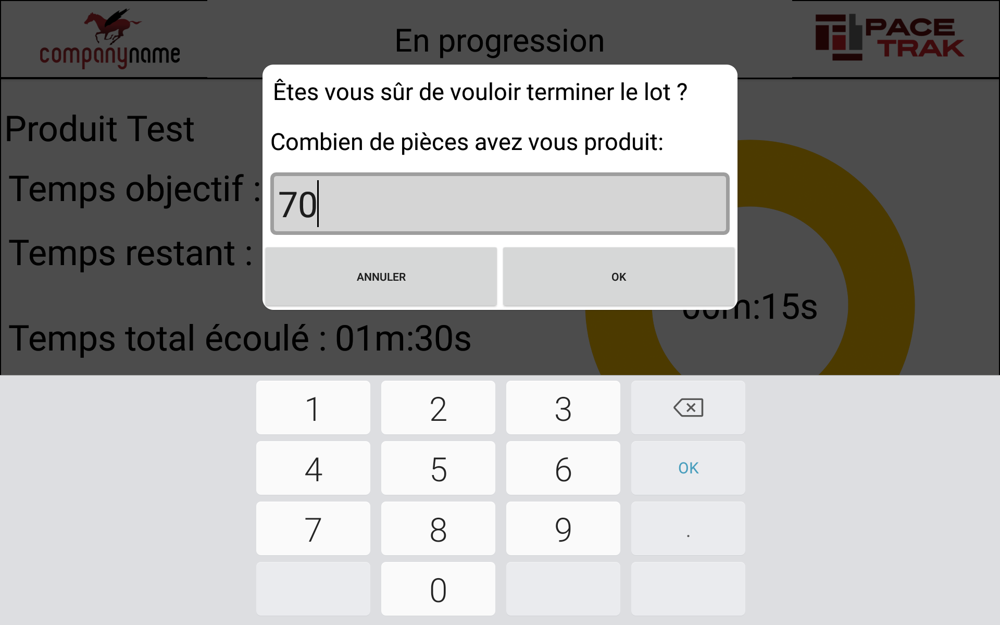 companyname
En progression
PACE
TRAK
Êtes vous sûr de vouloir terminer le lot ?
Produit Test
Combien de pièces avez vous produit:
Temps objectif :
70
Temps restant :
ANNULER
OK
:15s
Temps total écoulé : 01m:30s
1
2
3
4
5
6
OK
7
8
9
.
0